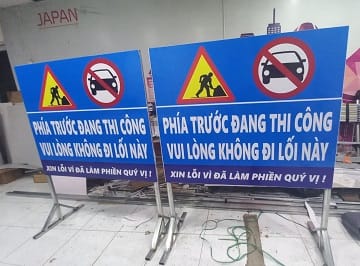 JAPAN
PHÍA TRƯỚC ĐANG THI CÔNG
VUI LÒNG KHÔNG ĐI LỐI NÀY
XIN LỖI VÌ ĐÃ LÀM PHIỀN QUÝ VỊ !
PHÍA TRƯỚC ĐANG THI CÔNG
VUI LÒNG KHÔNG ĐI LỐI NÀY
XIN LỖI VÌ ĐÃ LÀM PHIỀN QUÝ VỊ !